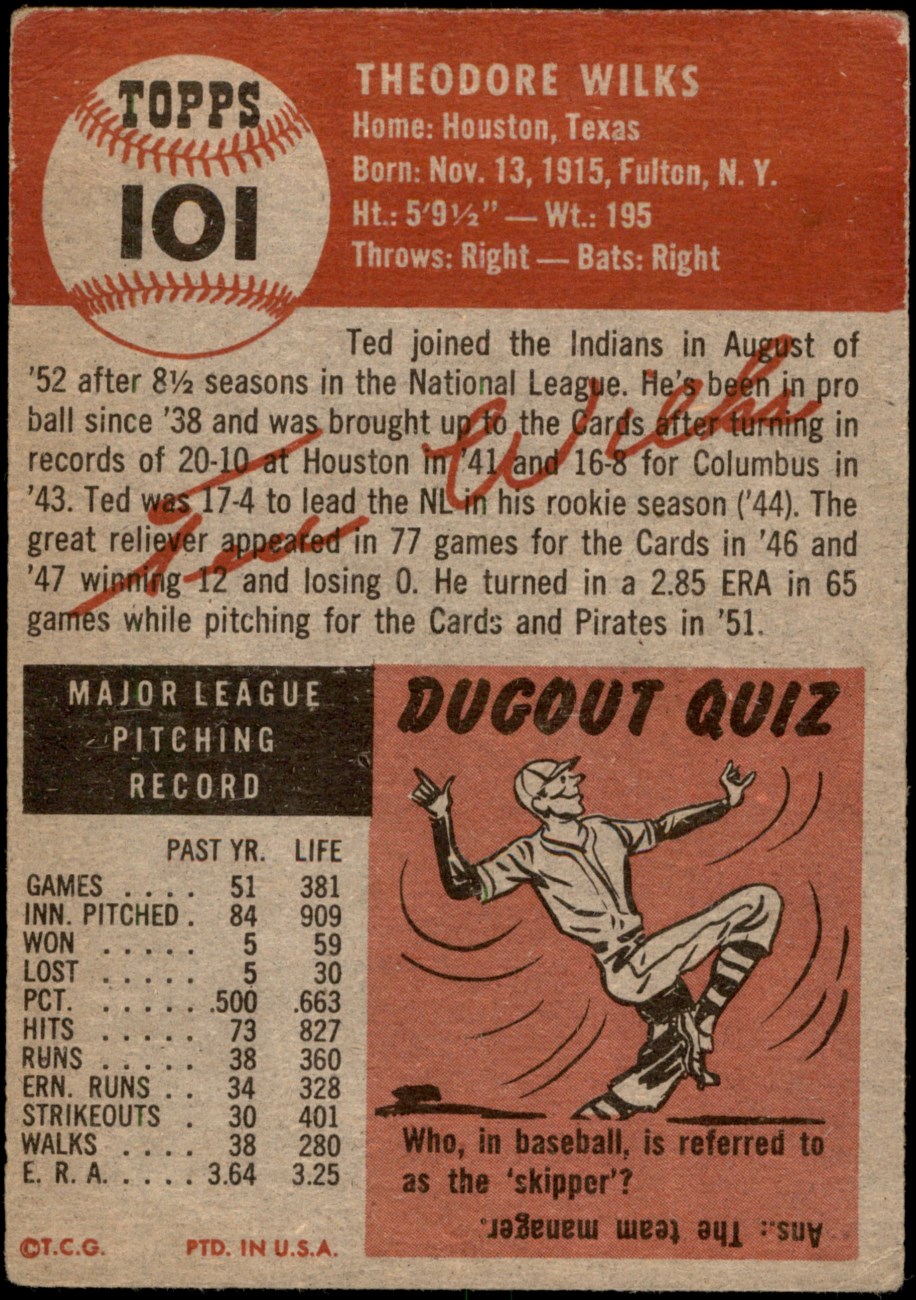 TOPPS
101
THEODORE WILKS
Home: Houston, Texas
Born: Nov. 13, 1915, Fulton, N. Y.
Ht.: 5'9½" — Wt.: 195
Throws: Right — Bats: Right
Ted joined the Indians in August of
'52 after 8½ seasons in the National League. He's been in pro
ball since '38 and was brought up to the Cards after turning in
records of 20-10 at Houston in '41 and 16-8 for Columbus in
'43. Ted was 17-4 to lead the NL in his rookie season ('44). The
great reliever appeared in 77 games for the Cards in '46 and
'47 winning 12 and losing 0. He turned in a 2.85 ERA in 65
games while pitching for the Cards and Pirates in '51.
Ted Wilks
MAJOR LEAGUE
PITCHING
RECORD
PAST YR. LIFE
GAMES . . . . 51 381
INN. PITCHED . 84 909
WON . . . . . 5 59
LOST . . . . . 5 30
PCT. . . . . . .500 .663
HITS . . . . . 73 827
RUNS . . . . . 38 360
ERN. RUNS . . 34 328
STRIKEOUTS . 30 401
WALKS . . . . 38 280
E. R. A. . . . . 3.64 3.25
©T.C.G. PTD. IN U.S.A.
DUGOUT QUIZ
Who, in baseball, is referred to
as the 'skipper'?
Ans.: The team manager.